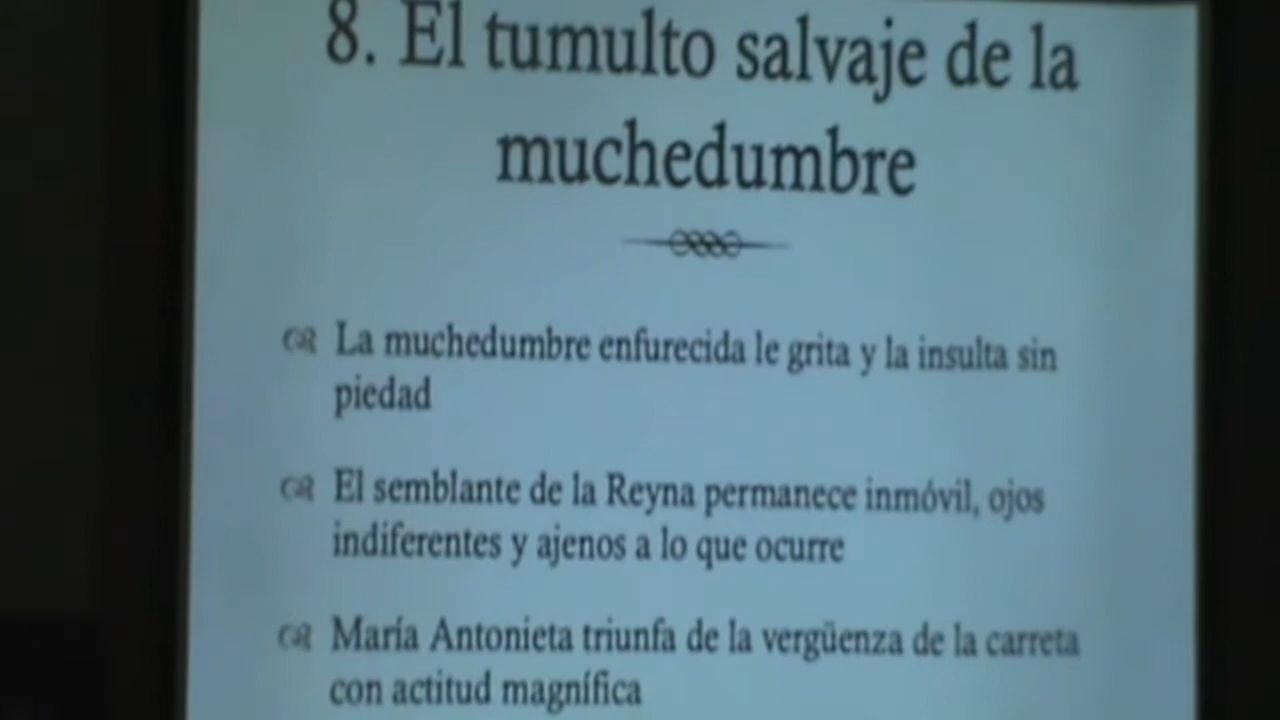 8. El tumulto salvaje de la
muchedumbre
La muchedumbre enfurecida le grita y la insulta sin
piedad
El semblante de la Reyna permanece inmóvil, ojos
indiferentes y ajenos a lo que ocurre
María Antonieta triunfa de la vergüenza de la carreta
con actitud magnífica